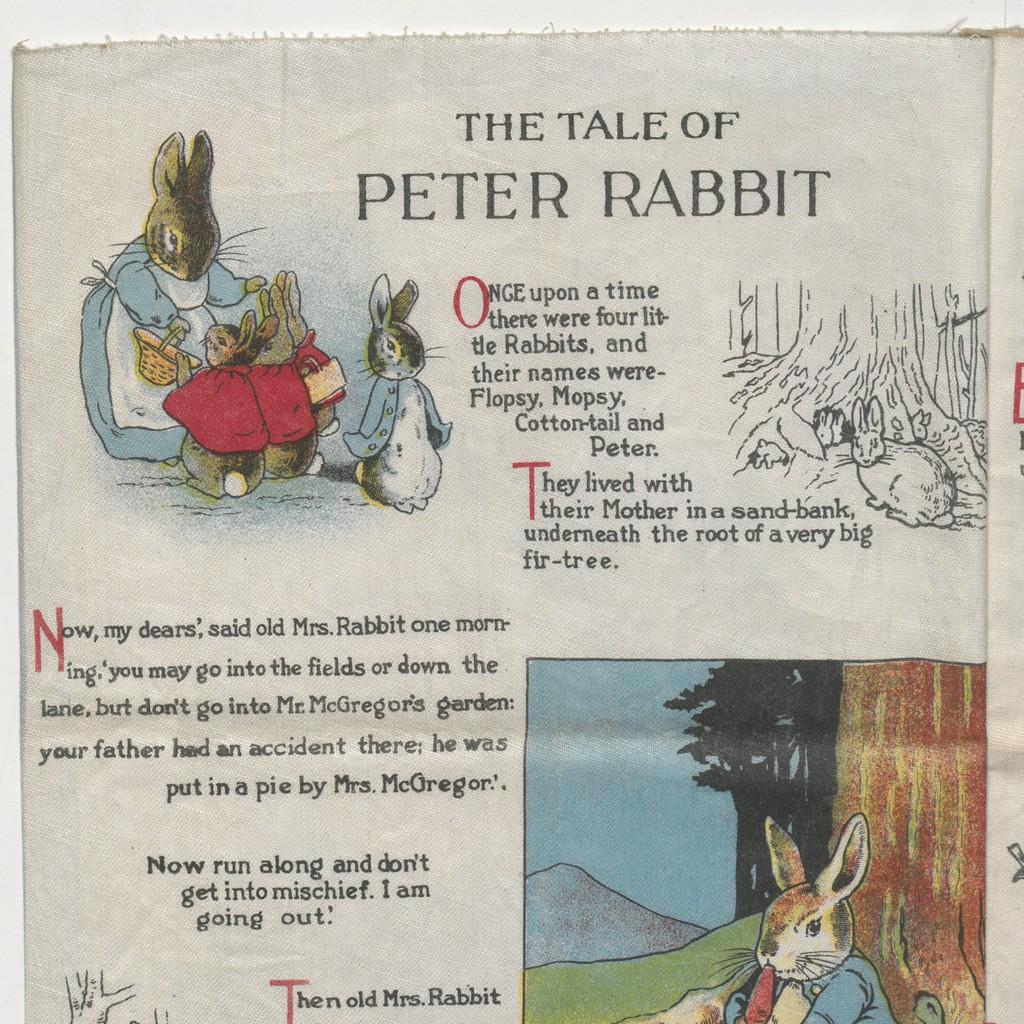 THE TALE OF
PETER RABBIT
ONCE upon a time
there were four lit-
tle Rabbits, and
their names were-
Flopsy, Mopsy,
Cotton-tail and
Peter.
They lived with
their Mother in a sand-bank,
underneath the root of a very big
fir-tree.
Now, my dears', said old Mrs. Rabbit one morn-
ing, 'you may go into the fields or down the
lane, but don't go into Mr. McGregor's garden:
your father had an accident there; he was
put in a pie by Mrs. McGregor.'.
Now run along and don't
get into mischief. I am
going out.'
Then old Mrs. Rabbit